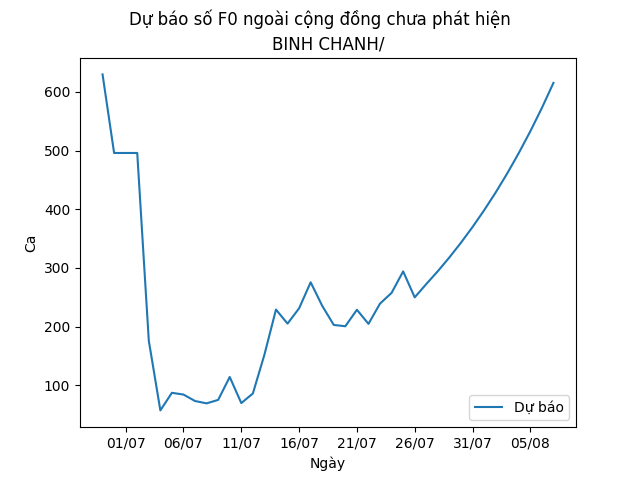 Dự báo số F0 ngoài cộng đồng chưa phát hiện
BINH CHANH/
600
500
400
300
200
100
Ca
Dự báo
01/07 06/07 11/07 16/07 21/07 26/07 31/07 05/08
Ngày